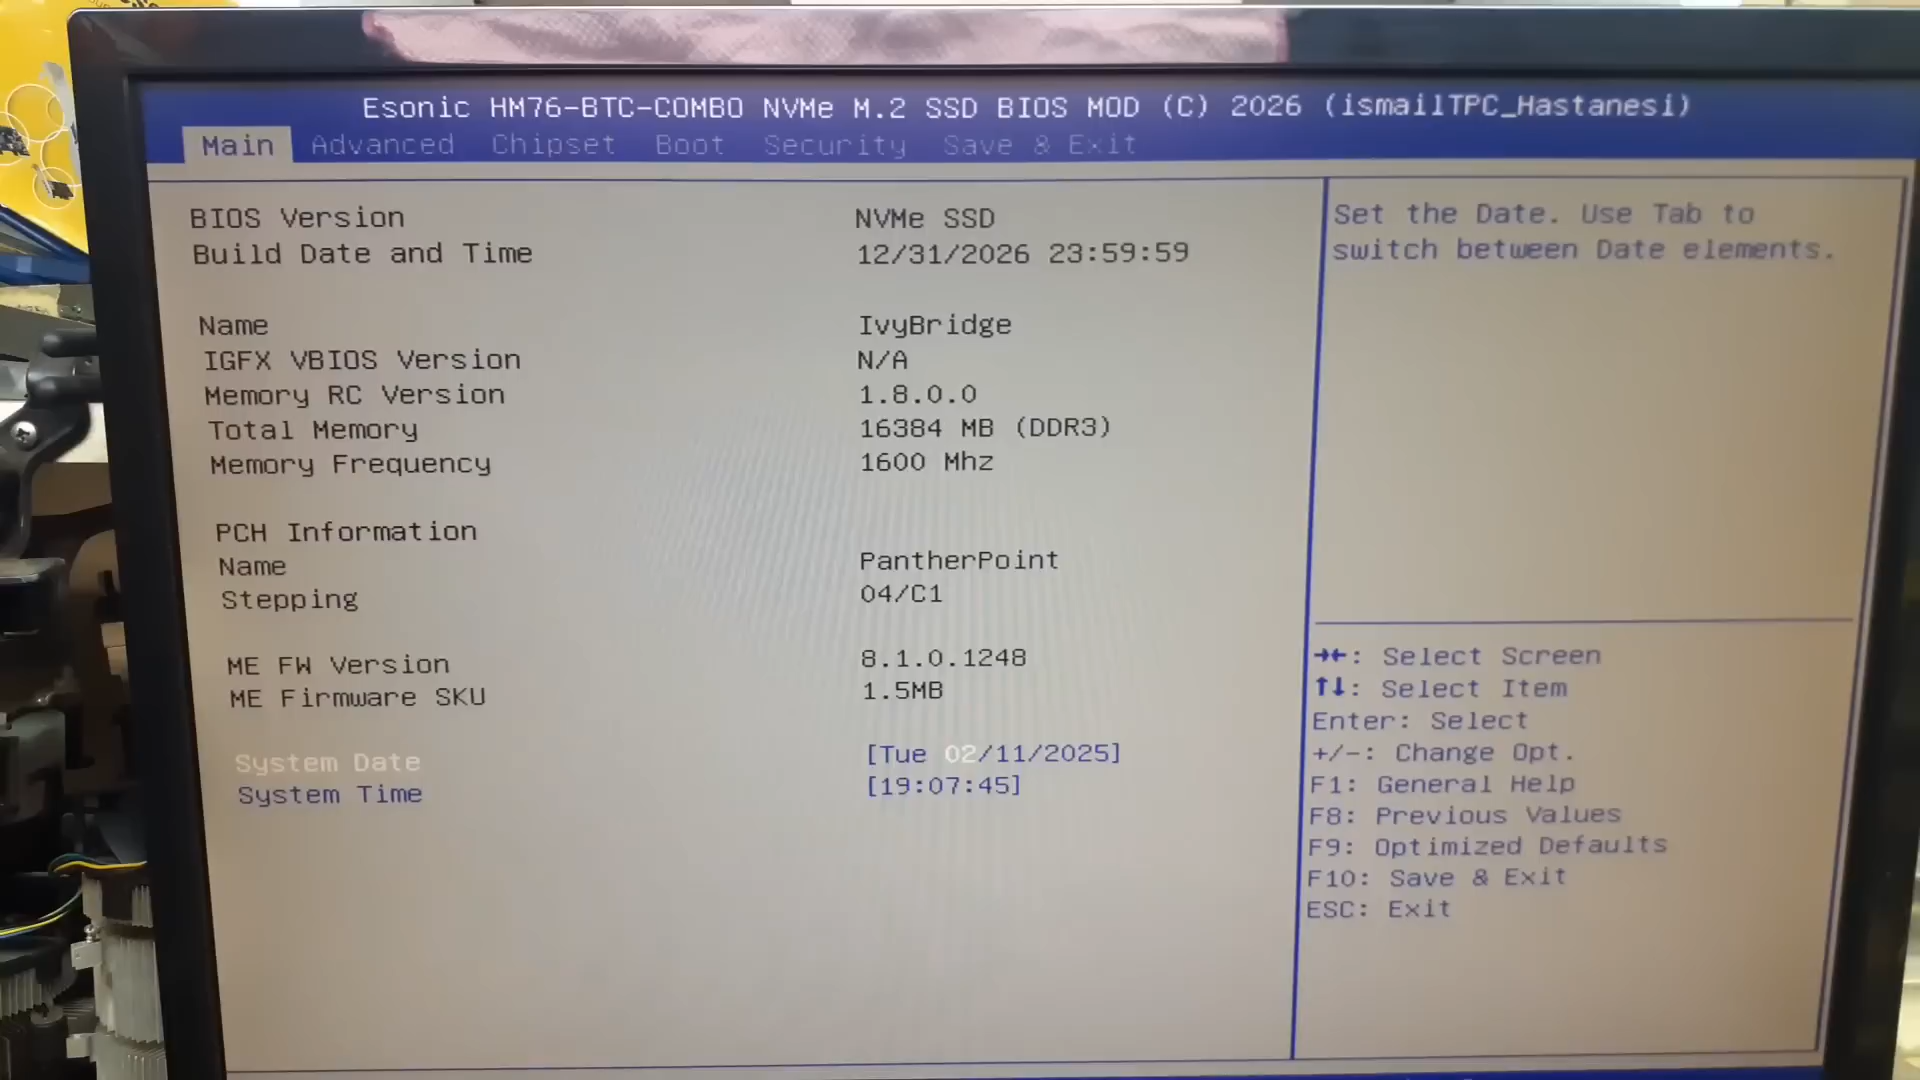 Esonic HM76-BTC-COMBO NVMe M.2 SSD BIOS MOD (C) 2026 (ismailTPC_Hastanesi)
Main Advanced Chipset Boot Security Save & Exit
BIOS Version NVMe SSD
Build Date and Time 12/31/2026 23:59:59
Name IvyBridge
IGFX VBIOS Version N/A
Memory RC Version 1.8.0.0
Total Memory 16384 MB (DDR3)
Memory Frequency 1600 Mhz
PCH Information
Name PantherPoint
Stepping 04/C1
ME FW Version 8.1.0.1248
ME Firmware SKU 1.5MB
System Date [Tue 02/11/2025]
System Time [19:07:45]
Set the Date. Use Tab to
switch between Date elements.
→←: Select Screen
↑↓: Select Item
Enter: Select
+/-: Change Opt.
F1: General Help
F8: Previous Values
F9: Optimized Defaults
F10: Save & Exit
ESC: Exit